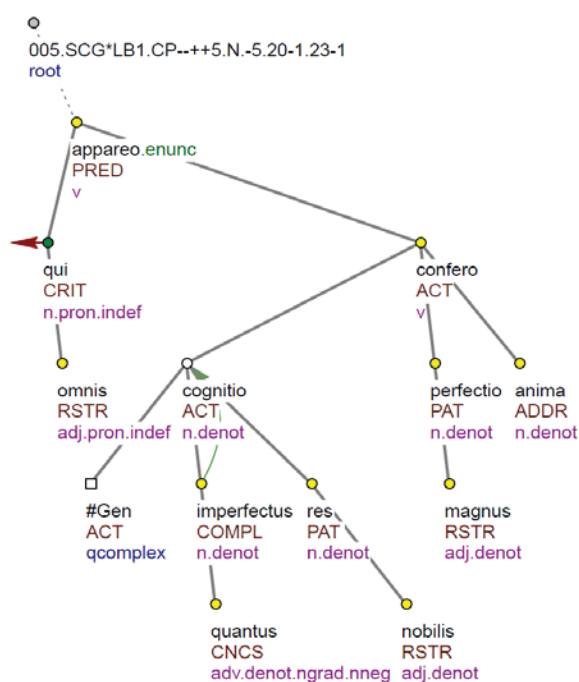 005.SCG*LB1.CP--++5.N.-5.20-1.23-1
root
appareo.enunc
PRED
v
qui
CRIT
n.pron.indef
confero
ACT
v
omnis
RSTR
adj.pron.indef
cognitio
ACT
n.denot
perfectio
PAT
n.denot
anima
ADDR
n.denot
#Gen
ACT
qcomplex
imperfectus
COMPL
n.denot
res
PAT
n.denot
magnus
RSTR
adj.denot
quantus
CNCS
adv.denot.ngrad.nneg
nobilis
RSTR
adj.denot